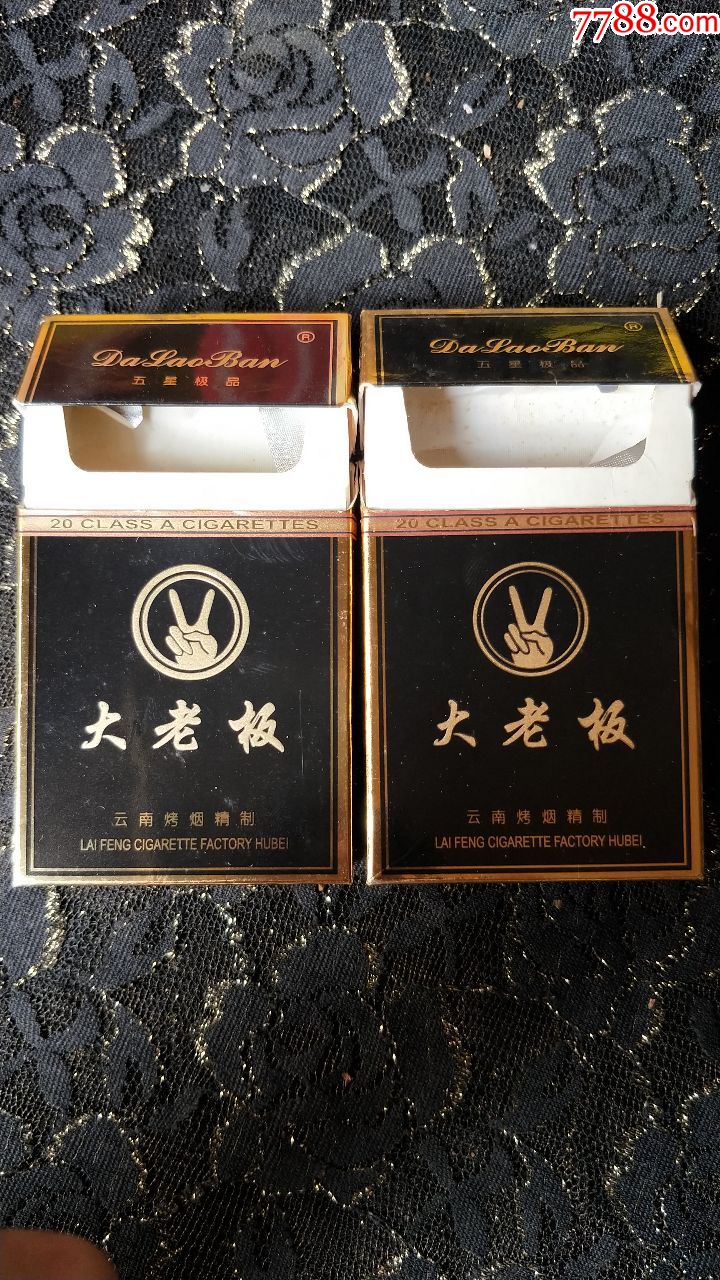 7788.com
DaLaoBan ®
五星极品
20 CLASS A CIGARETTES
大老板
云南烤烟精制
LAI FENG CIGARETTE FACTORY HUBEI
DaLaoBan ®
五星极品
20 CLASS A CIGARETTES
大老板
云南烤烟精制
LAI FENG CIGARETTE FACTORY HUBEI